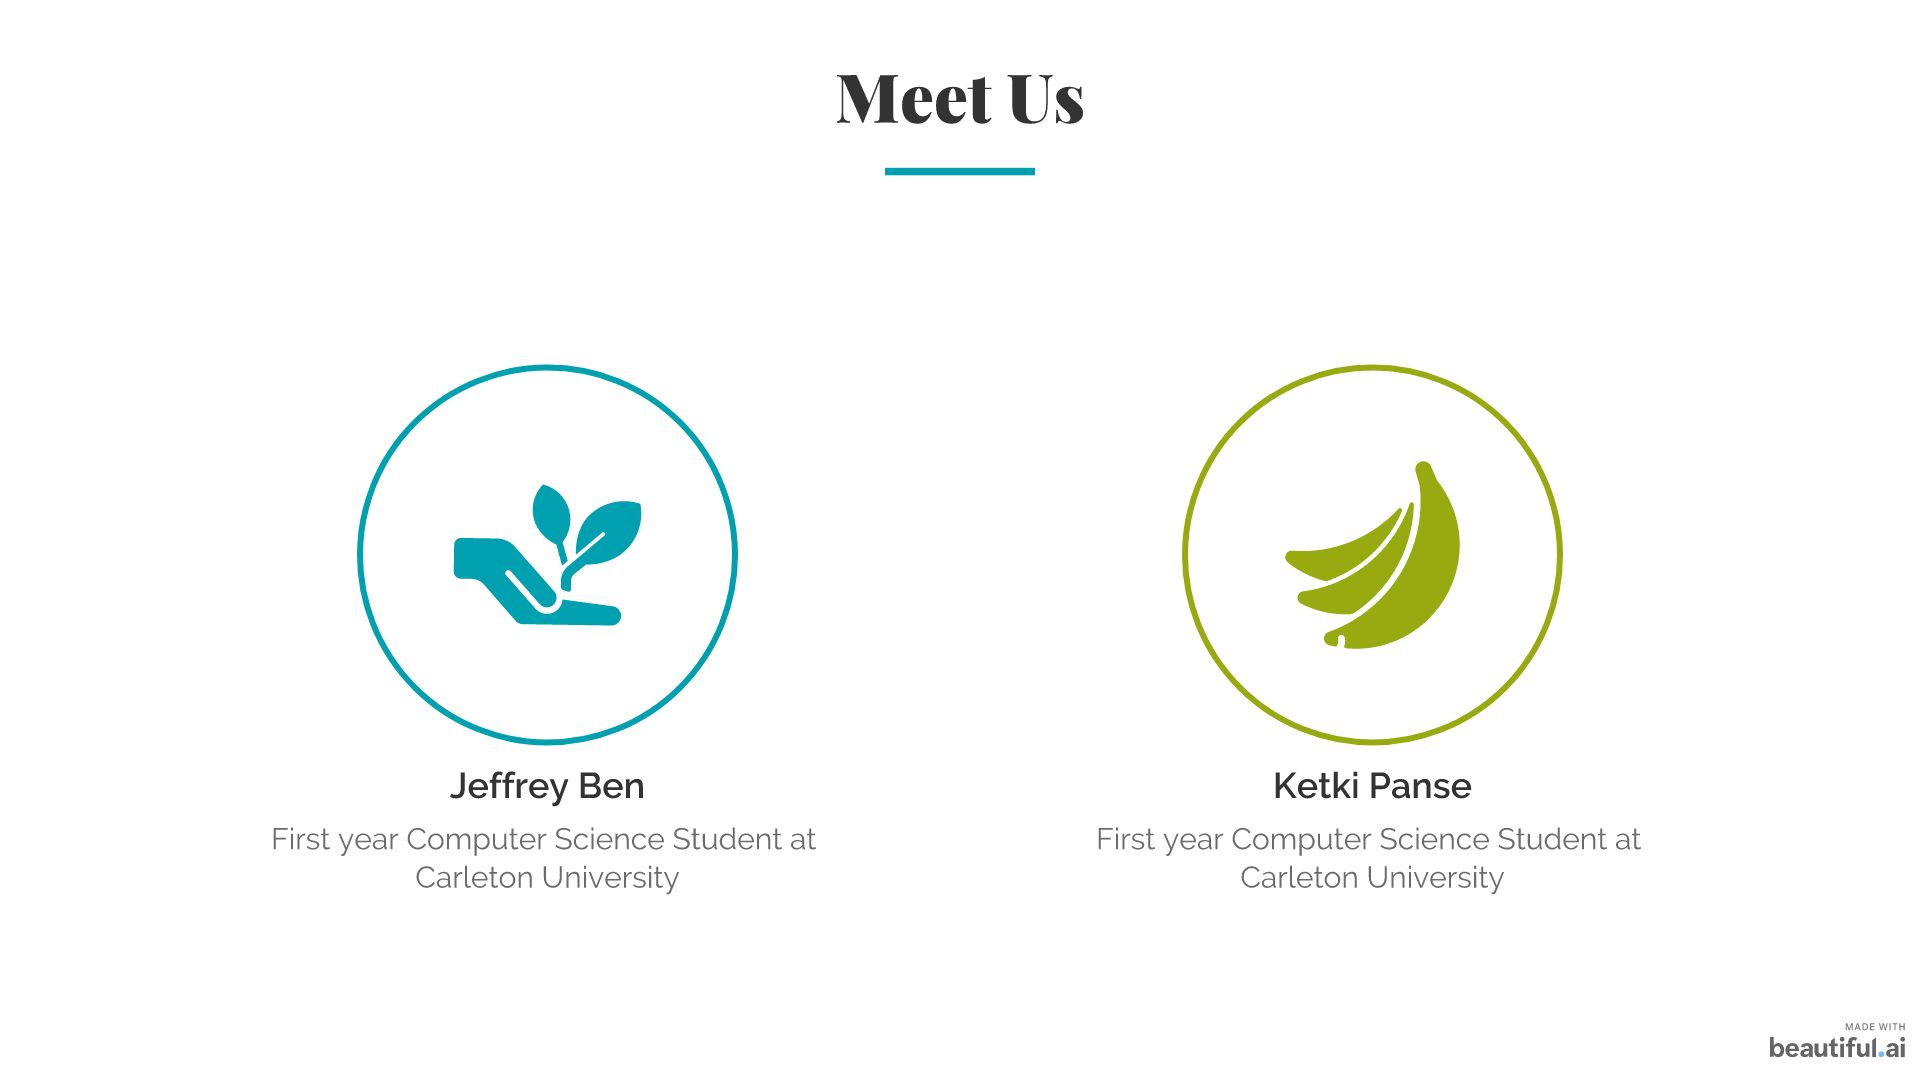 Meet Us
Jeffrey Ben
First year Computer Science Student at
Carleton University
Ketki Panse
First year Computer Science Student at
Carleton University
MADE WITH
beautiful.ai